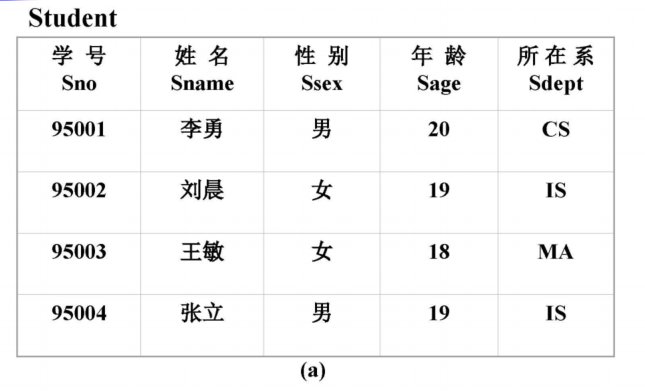 Student
学 号 姓 名 性 别 年 龄 所 在 系
Sno Sname Ssex Sage Sdept
95001 李勇 男 20 CS
95002 刘晨 女 19 IS
95003 王敏 女 18 MA
95004 张立 男 19 IS
(a)